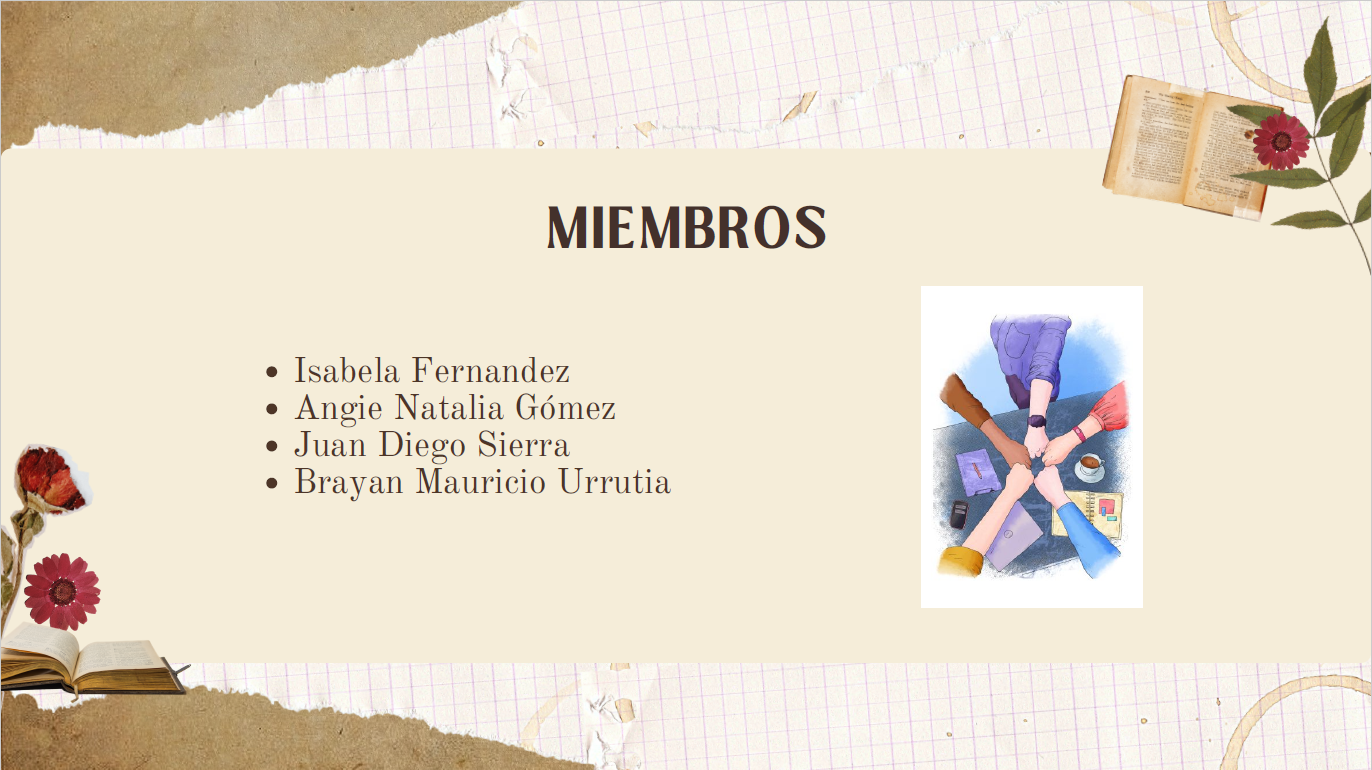 MIEMBROS
• Isabela Fernandez
• Angie Natalia Gómez
• Juan Diego Sierra
• Brayan Mauricio Urrutia